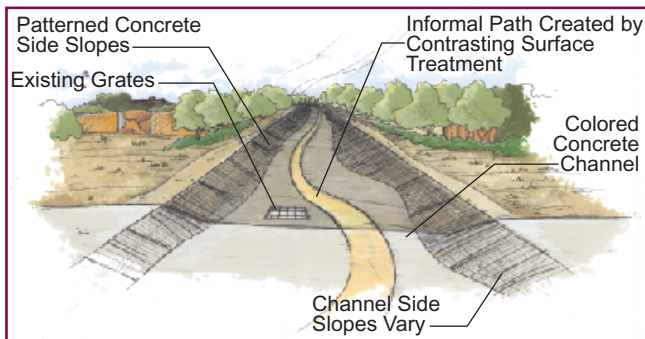 Patterned Concrete
Side Slopes
Existing Grates
Informal Path Created by
Contrasting Surface
Treatment
Colored
Concrete
Channel
Channel Side
Slopes Vary